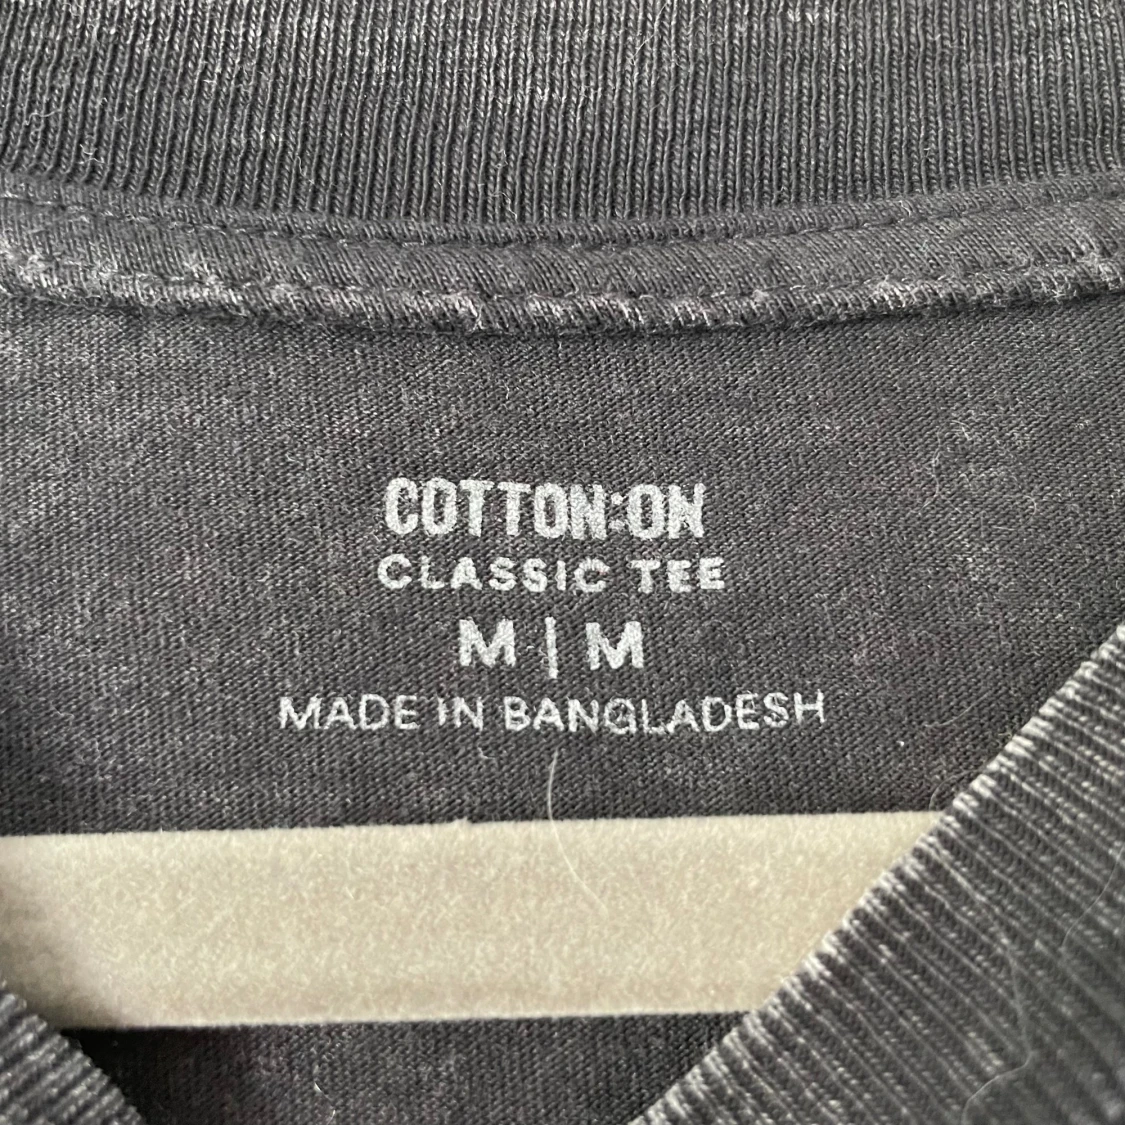 COTTON:ON
CLASSIC TEE
M | M
MADE IN BANGLADESH